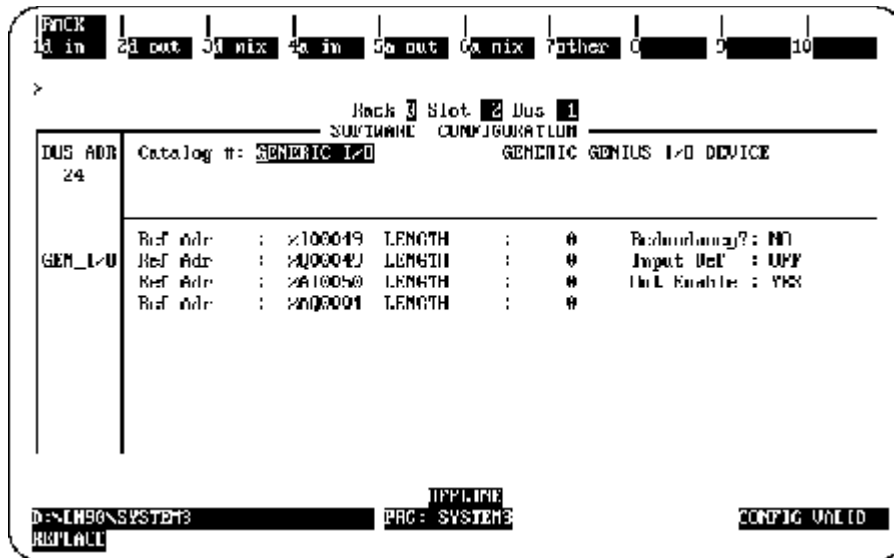 RACK
1d in 2d out 3d mix 4a in 5a out 6a mix 7other 8 9 10
>
Rack 0 Slot 2 Bus 1
SOFTWARE CONFIGURATION
BUS ADR Catalog #: GENERIC I/O GENERIC GENIUS I/O DEVICE
24
Ref Adr : %I00049 LENGTH : 0 Redundancy?: NO
GEN_I/O Ref Adr : %Q00049 LENGTH : 0 Input Def : OFF
Ref Adr : %AI0050 LENGTH : 0 Out Enable : YES
Ref Adr : %AQ0001 LENGTH : 0
OFFLINE
D:\LM90\SYSTEM3 PRG: SYSTEM3 CONFIG VALID
REPLACE